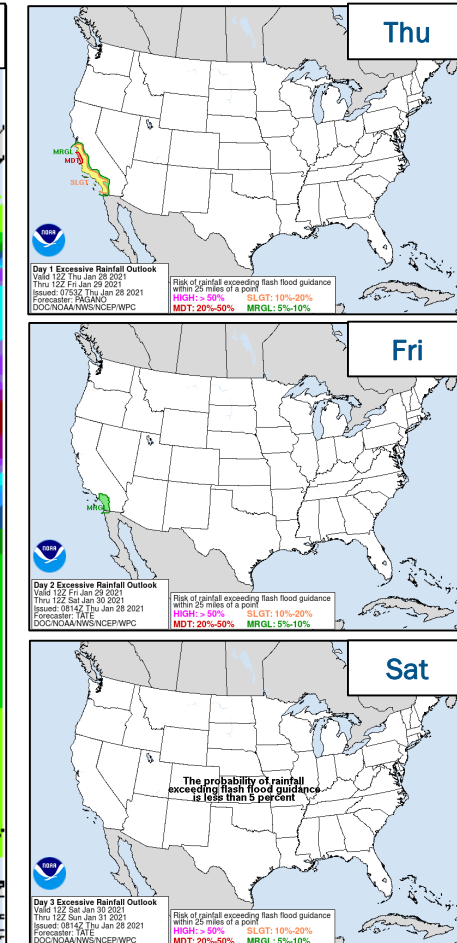 Thu
MRGL
MDT
SLGT
NOAA
Day 1 Excessive Rainfall Outlook
Valid 12Z Thu Jan 28 2021
Thru 12Z Fri Jan 29 2021
Issued: 0753Z Thu Jan 28 2021
Forecaster: PAGANO
DOC/NOAA/NWS/NCEP/WPC
Risk of rainfall exceeding flash flood guidance
within 25 miles of a point
HIGH: > 50% SLGT: 10%-20%
MDT: 20%-50% MRGL: 5%-10%
Fri
MRGL
NOAA
Day 2 Excessive Rainfall Outlook
Valid 12Z Fri Jan 29 2021
Thru 12Z Sat Jan 30 2021
Issued: 0814Z Thu Jan 28 2021
Forecaster: TATE
DOC/NOAA/NWS/NCEP/WPC
Risk of rainfall exceeding flash flood guidance
within 25 miles of a point
HIGH: > 50% SLGT: 10%-20%
MDT: 20%-50% MRGL: 5%-10%
Sat
The probability of rainfall
exceeding flash flood guidance
is less than 5 percent
NOAA
Day 3 Excessive Rainfall Outlook
Valid 12Z Sat Jan 30 2021
Thru 12Z Sun Jan 31 2021
Issued: 0814Z Thu Jan 28 2021
Forecaster: TATE
DOC/NOAA/NWS/NCEP/WPC
Risk of rainfall exceeding flash flood guidance
within 25 miles of a point
HIGH: > 50% SLGT: 10%-20%
MDT: 20%-50% MRGL: 5%-10%